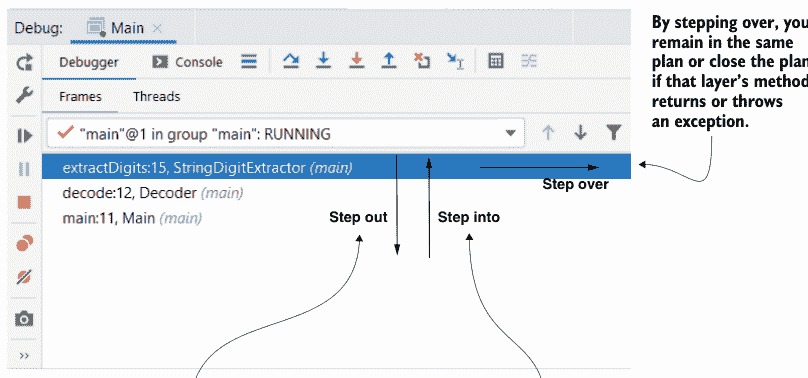 Debug: Main
Debugger Console
Frames Threads
"main"@1 in group "main": RUNNING
extractDigits:15, StringDigitExtractor (main)
decode:12, Decoder (main)
main:11, Main (main)
Step over
Step out
Step into
By stepping over, you
remain in the same
plan or close the plan
if that layer's method
returns or throws
an exception.